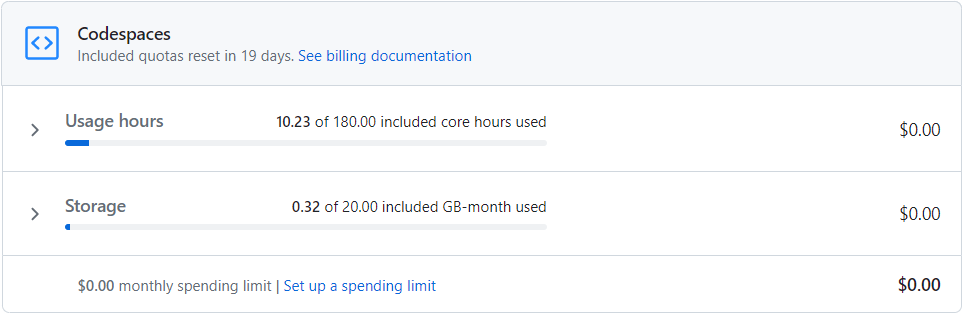 Codespaces
Included quotas reset in 19 days. See billing documentation
Usage hours 10.23 of 180.00 included core hours used $0.00
Storage 0.32 of 20.00 included GB-month used $0.00
$0.00 monthly spending limit | Set up a spending limit $0.00